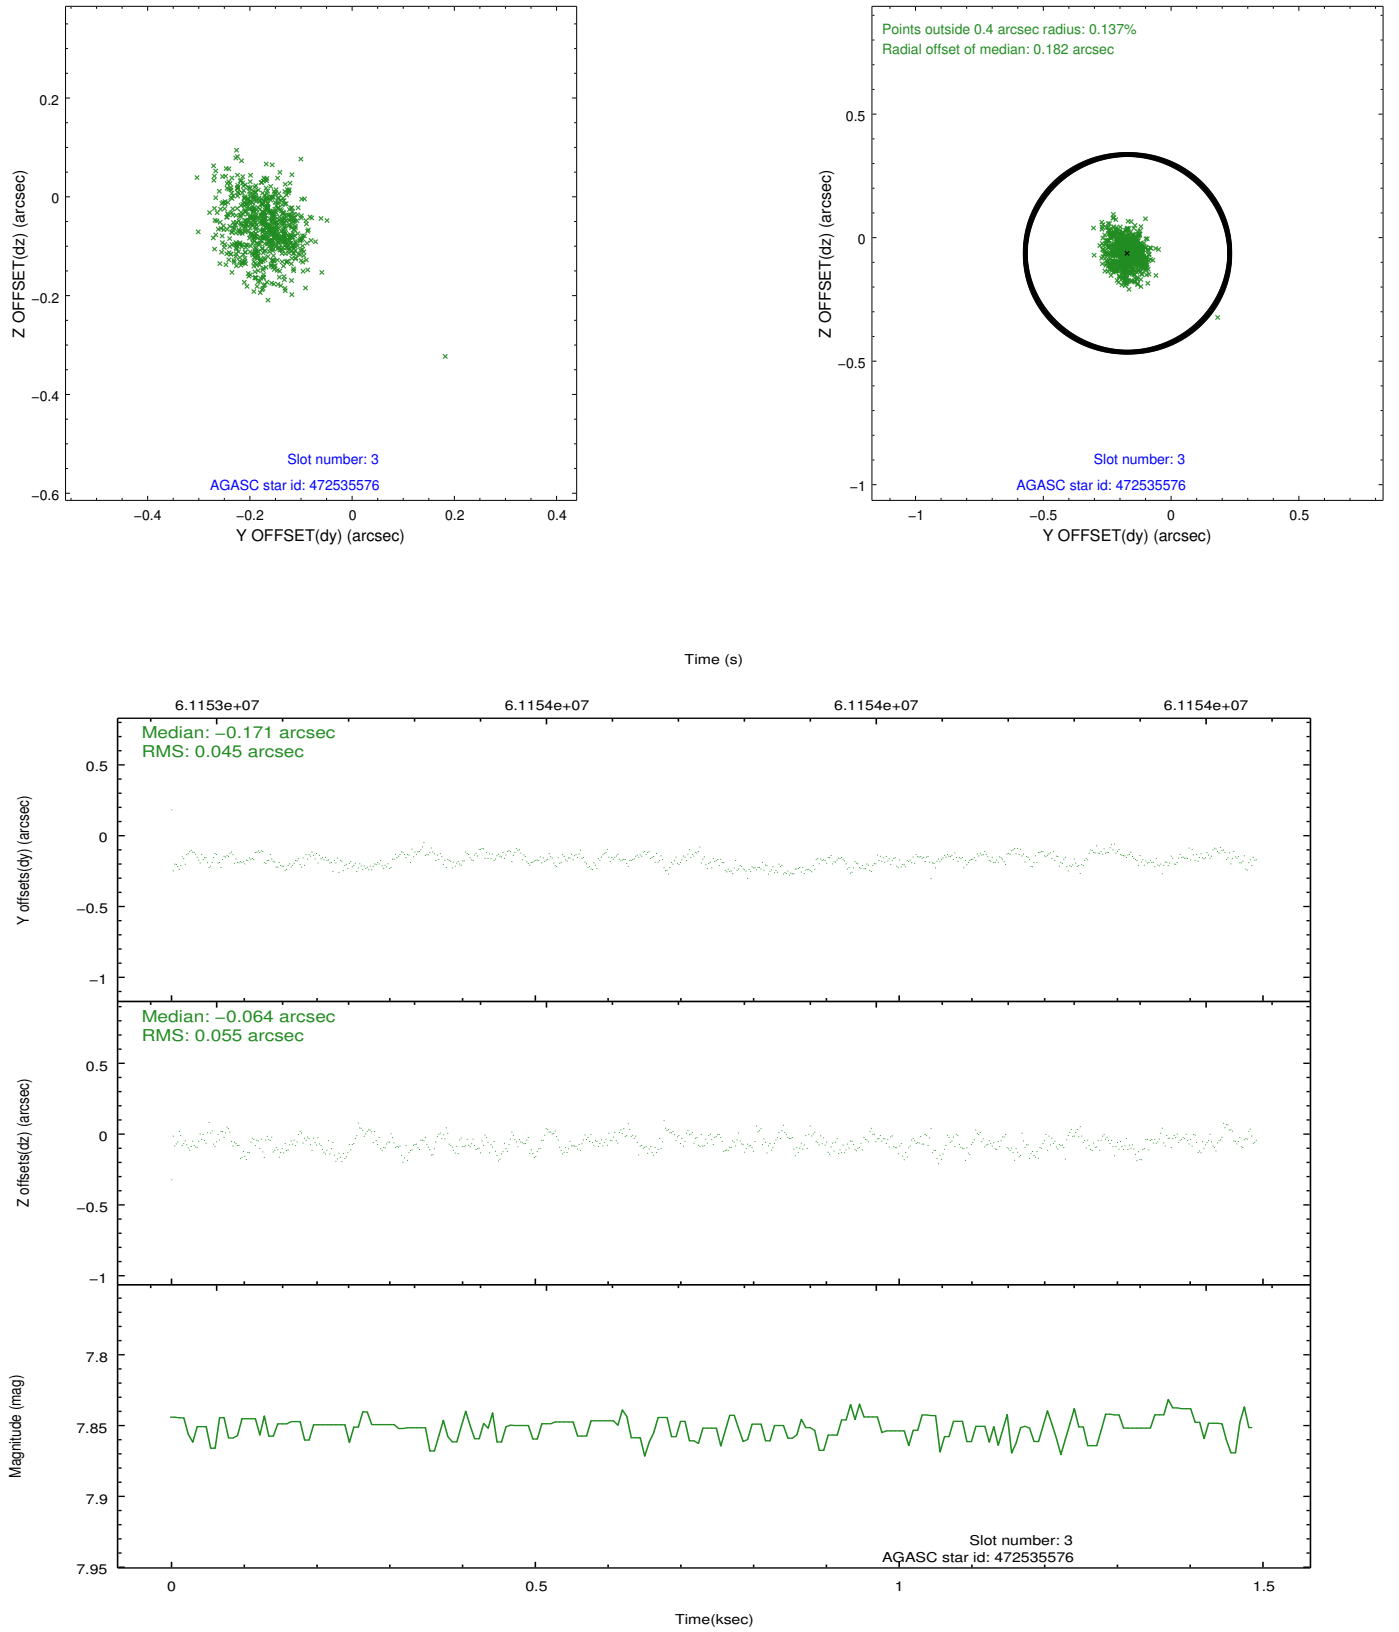 0.2
0
−0.2
−0.4
−0.6
Z OFFSET(dz) (arcsec)
Slot number: 3
AGASC star id: 472535576
−0.4
−0.2
0
0.2
0.4
Y OFFSET(dy) (arcsec)
Points outside 0.4 arcsec radius: 0.137%
Radial offset of median: 0.182 arcsec
0.5
0
−0.5
−1
Z OFFSET(dz) (arcsec)
Slot number: 3
AGASC star id: 472535576
−1
−0.5
0
0.5
Y OFFSET(dy) (arcsec)
Time (s)
6.1153e+07
6.1154e+07
6.1154e+07
6.1154e+07
Median: −0.171 arcsec
RMS: 0.045 arcsec
0.5
0
−0.5
−1
Y offsets(dy) (arcsec)
Median: −0.064 arcsec
RMS: 0.055 arcsec
0.5
0
−0.5
−1
Z offsets(dz) (arcsec)
7.8
7.85
7.9
7.95
Magnitude (mag)
Slot number: 3
AGASC star id: 472535576
0
0.5
1
1.5
Time(ksec)